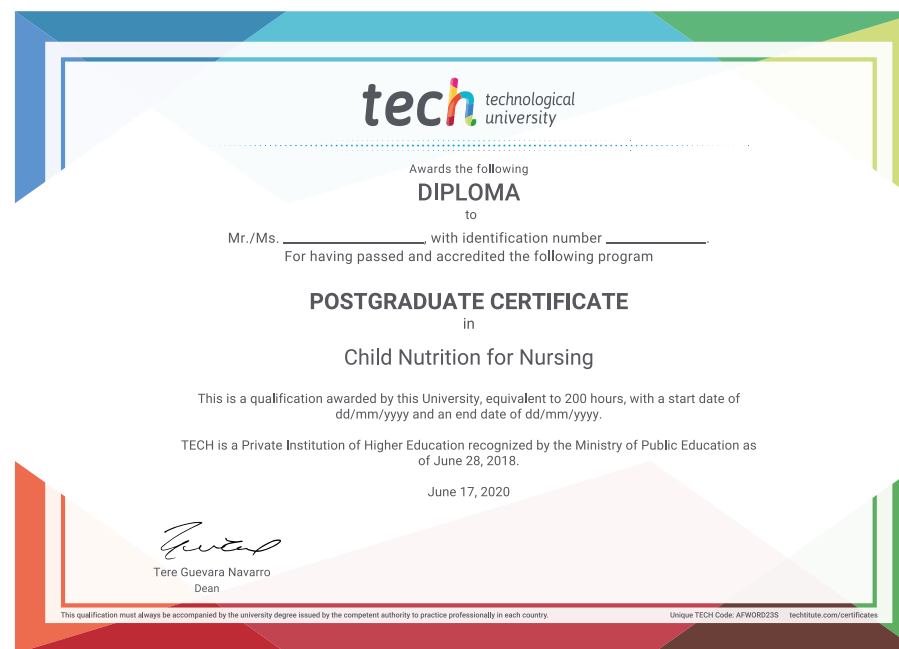 tech technological
university
Awards the following
DIPLOMA
to
Mr./Ms. ____________, with identification number ____________.
For having passed and accredited the following program
POSTGRADUATE CERTIFICATE
in
Child Nutrition for Nursing
This is a qualification awarded by this University, equivalent to 200 hours, with a start date of
dd/mm/yyyy and an end date of dd/mm/yyyy.
TECH is a Private Institution of Higher Education recognized by the Ministry of Public Education as
of June 28, 2018.
June 17, 2020
Tere Guevara Navarro
Dean
This qualification must always be accompanied by the university degree issued by the competent authority to practice professionally in each country. Unique TECH Code: AFWORD23S techtitute.com/certificates